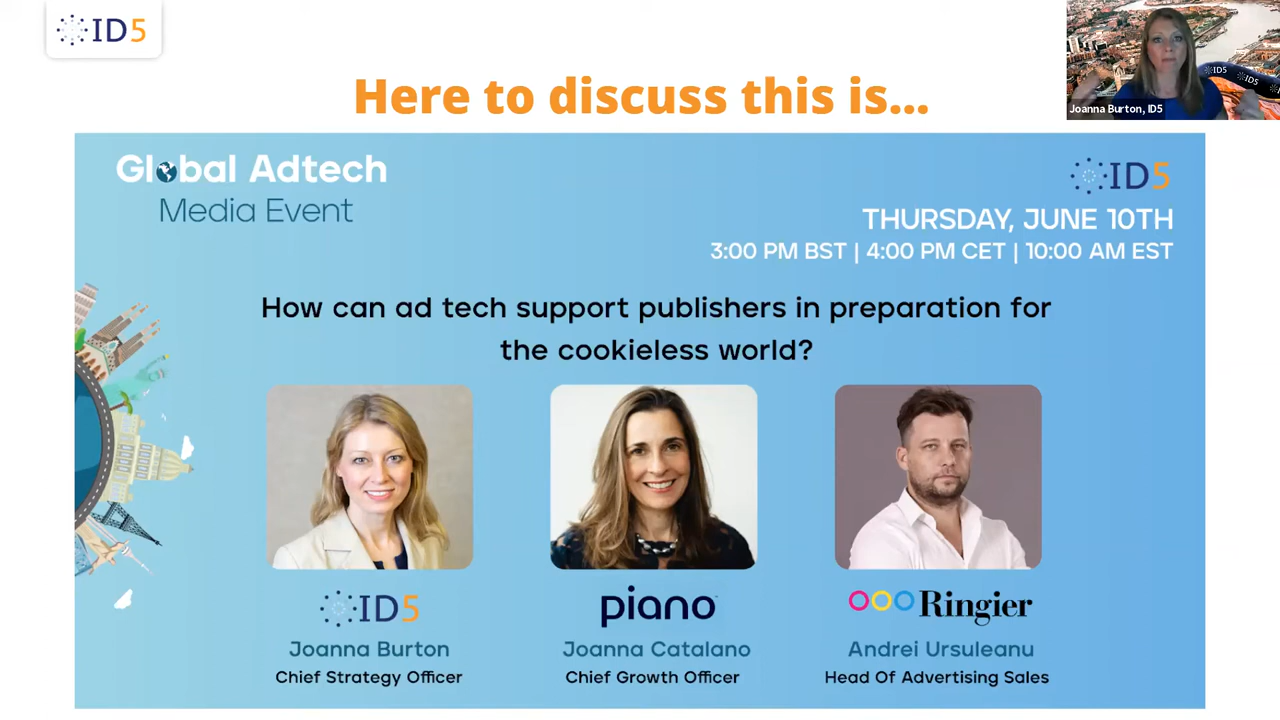 ID5
Here to discuss this is...
ID5
ID5
Joanna Burton, ID5
Global Adtech
Media Event
ID5
THURSDAY, JUNE 10TH
3:00 PM BST | 4:00 PM CET | 10:00 AM EST
How can ad tech support publishers in preparation for
the cookieless world?
ID5
piano
Ringier
Joanna Burton
Joanna Catalano
Andrei Ursuleanu
Chief Strategy Officer
Chief Growth Officer
Head Of Advertising Sales